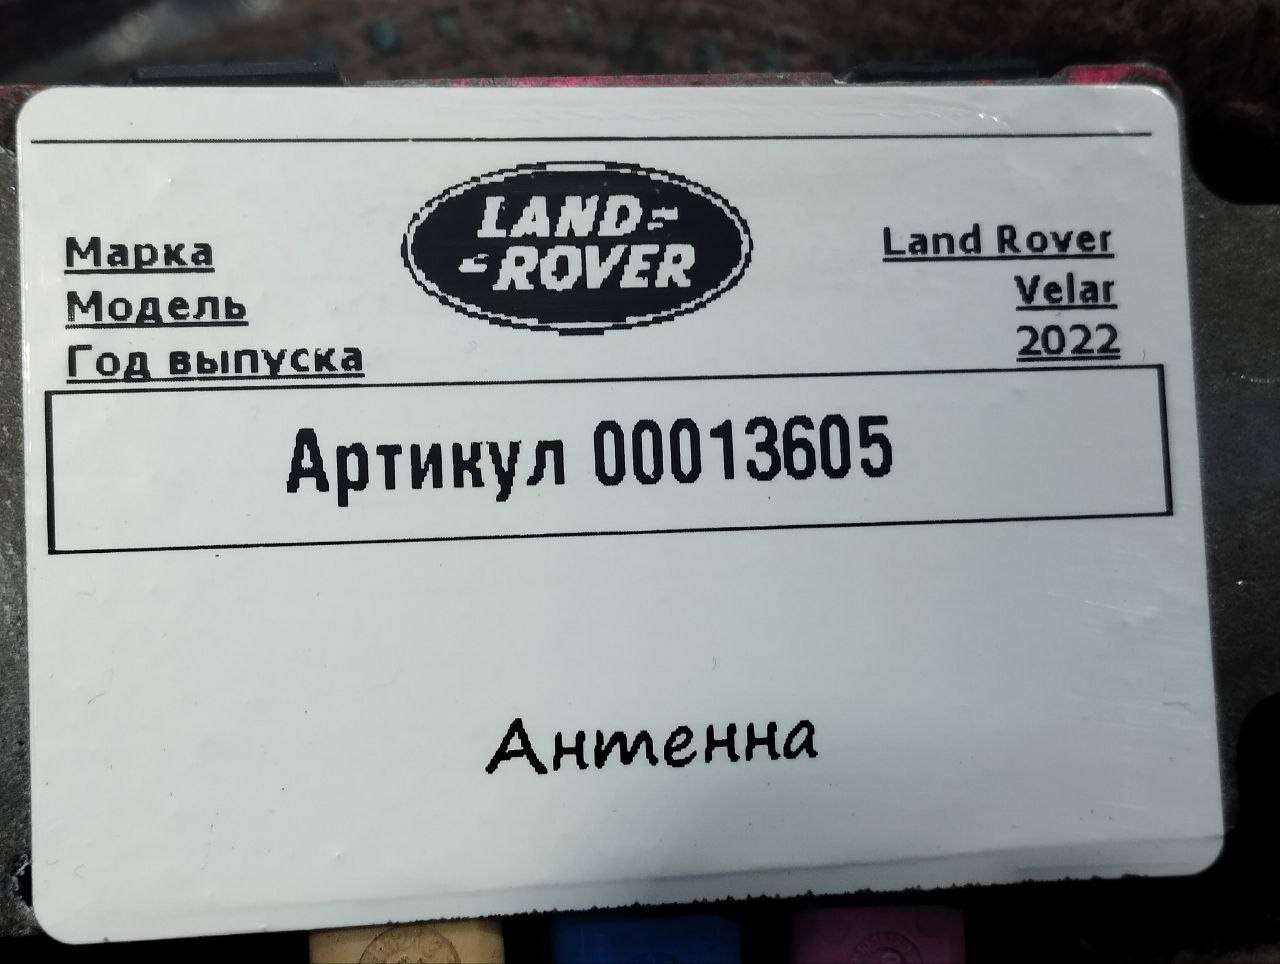 LAND
ROVER
Марка Land Rover
Модель Velar
Год выпуска 2022
Артикул 00013605
Антенна